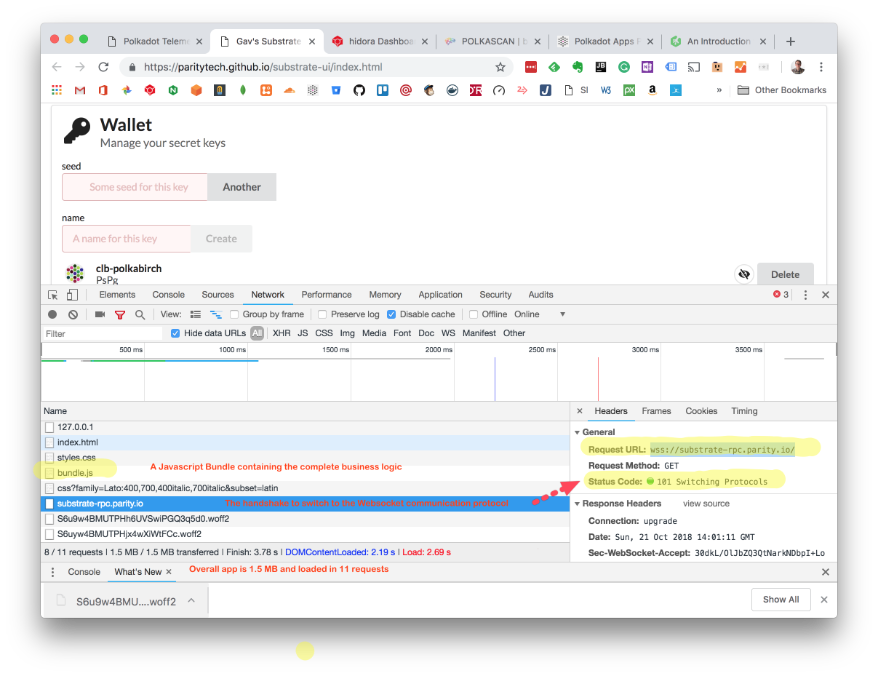 Polkadot Telem
Gav's Substrate
hidora Dashboa
POLKASCAN | b
Polkadot Apps P
An Introduction
https://paritytech.github.io/substrate-ui/index.html
SI
W3
px
a
x
»
Other Bookmarks
Wallet
Manage your secret keys
seed
Some seed for this key
Another
name
A name for this key
Create
clb-polkabirch
PsPg
Delete
Elements Console Sources Network Performance Memory Application Security Audits 3
View: Group by frame Preserve log Disable cache Offline Online
Filter Hide data URLs All XHR JS CSS Img Media Font Doc WS Manifest Other
500 ms 1000 ms 1500 ms 2000 ms 2500 ms 3000 ms 3500 ms
Name
127.0.0.1
index.html
styles.css
bundle.js A Javascript Bundle containing the complete business logic
css?family=Lato:400,700,400italic,700italic&subset=latin
substrate-rpc.parity.io The handshake to switch to the Websocket communication protocol
S6u9w4BMUTPHh6UVSwiPGQ3q5d0.woff2
S6uyw4BMUTPHjx4wXiWtFCc.woff2
8 / 11 requests | 1.5 MB / 1.5 MB transferred | Finish: 3.78 s | DOMContentLoaded: 2.19 s | Load: 2.69 s
Headers Frames Cookies Timing
General
Request URL: wss://substrate-rpc.parity.io/
Request Method: GET
Status Code: 101 Switching Protocols
Response Headers view source
Connection: upgrade
Date: Sun, 21 Oct 2018 14:01:11 GMT
Sec-WebSocket-Accept: 30dkL/OlJbZQ3QtNarkNDbpI+Lo
Console What's New Overall app is 1.5 MB and loaded in 11 requests
S6u9w4BMU....woff2
Show All